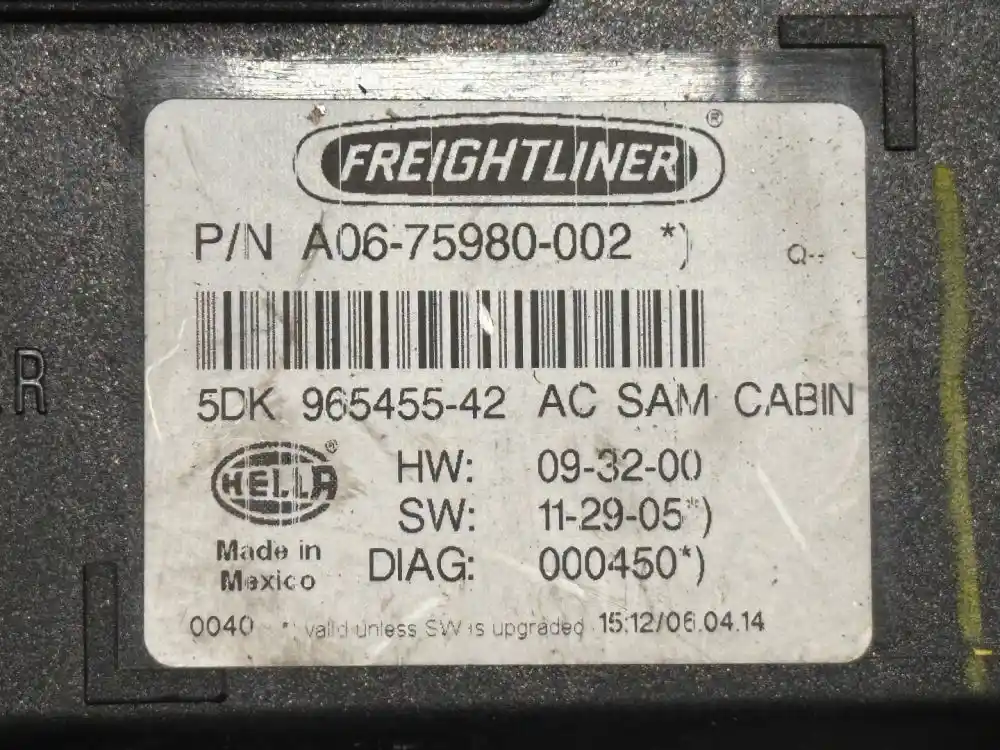 FREIGHTLINER ®
P/N A06-75980-002 *)
Q--
5DK 965455-42 AC SAM CABIN
HELLA ®
HW: 09-32-00
SW: 11-29-05*)
Made in
Mexico
DIAG: 000450*)
0040 * valid unless SW is upgraded 15:12/06.04.14
R